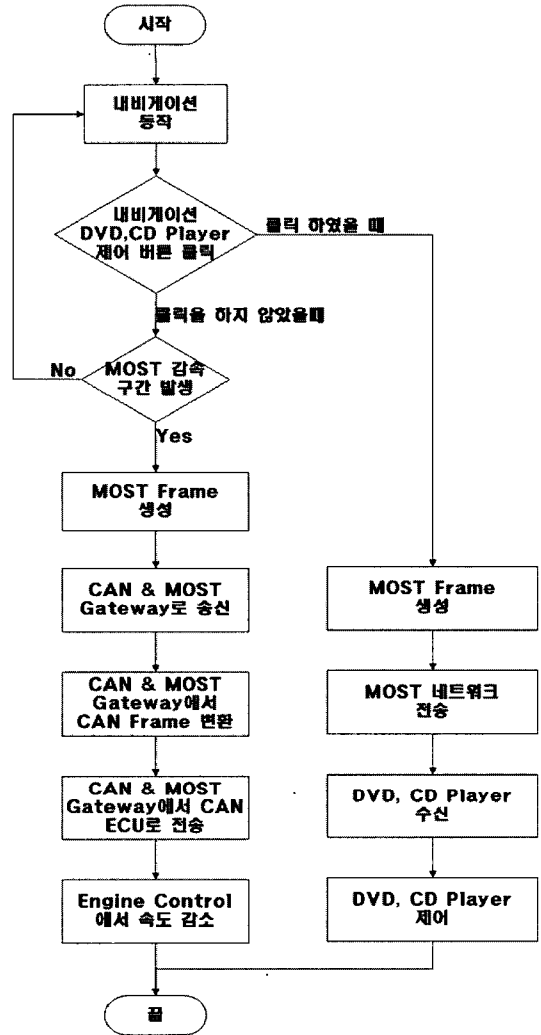 시작
내비게이션
동작
내비게이션
DVD,CD Player
제어 버튼 클릭
클릭 하였을 때
클릭을 하지 않았을때
No
MOST 감속
구간 발생
Yes
MOST Frame
생성
CAN & MOST
Gateway로 송신
CAN & MOST
Gateway에서
CAN Frame 변환
CAN & MOST
Gateway에서 CAN
ECU로 전송
Engine Control
에서 속도 감소
MOST Frame
생성
MOST 네트워크
전송
DVD, CD Player
수신
DVD, CD Player
제어
끝